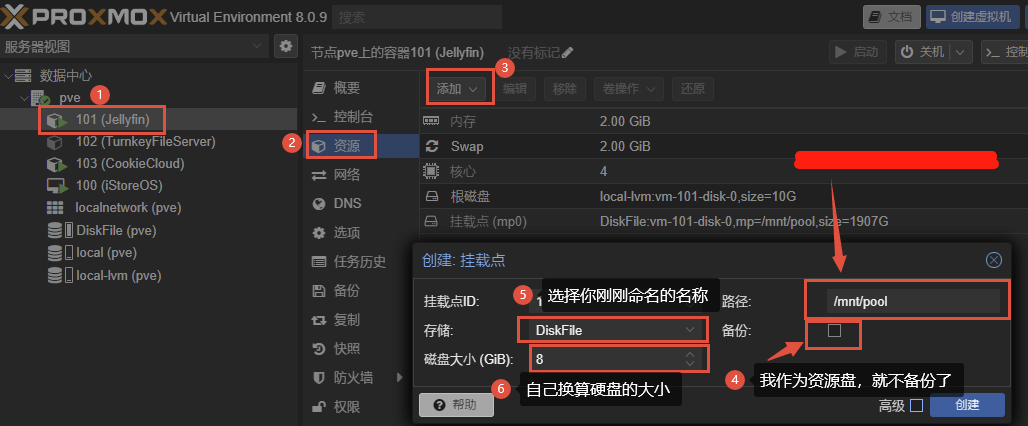 PROXMOX Virtual Environment 8.0.9 搜索 文档 创建虚拟机
服务器视图
数据中心
pve 1
101 (Jellyfin)
102 (TurnkeyFileServer)
103 (CookieCloud)
100 (iStoreOS)
localnetwork (pve)
DiskFile (pve)
local (pve)
local-lvm (pve)
节点pve上的容器101 (Jellyfin) 没有标记 启动 关机 控制
3
2
概要
控制台
资源
网络
DNS
选项
任务历史
备份
复制
快照
防火墙
权限
添加 编辑 移除 卷操作 还原
内存 2.00 GiB
Swap 2.00 GiB
核心 4
根磁盘 local-lvm:vm-101-disk-0,size=10G
挂载点 (mp0) DiskFile:vm-101-disk-0,mp=/mnt/pool,size=1907G
创建: 挂载点
挂载点ID: 5 选择你刚刚命名的名称 路径: /mnt/pool
存储: DiskFile 备份:
磁盘大小 (GiB): 8
4 我作为资源盘，就不备份了
6 自己换算硬盘的大小
帮助 高级 创建